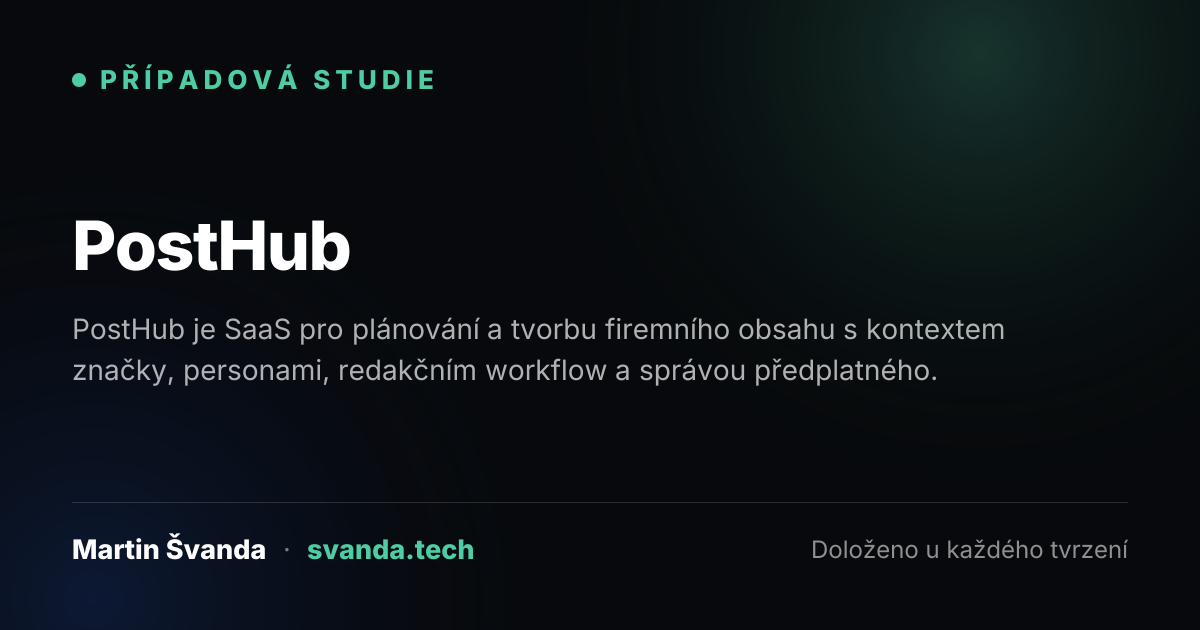 PŘÍPADOVÁ STUDIE
PostHub
PostHub je SaaS pro plánování a tvorbu firemního obsahu s kontextem
značky, personami, redakčním workflow a správou předplatného.
Martin Švanda · svanda.tech
Doloženo u každého tvrzení